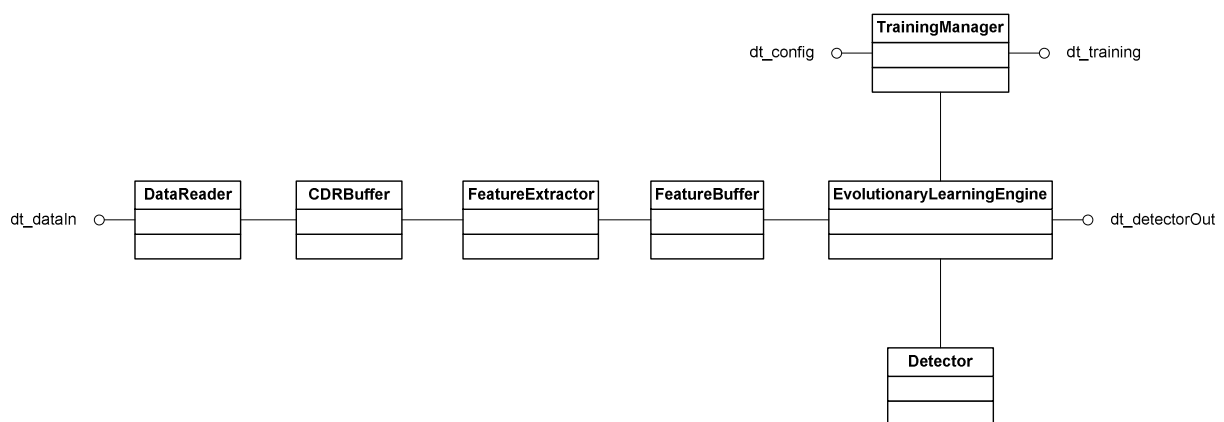 TrainingManager
dt_config
dt_training
DataReader
CDRBuffer
FeatureExtractor
FeatureBuffer
EvolutionaryLearningEngine
dt_dataIn
dt_detectorOut
Detector